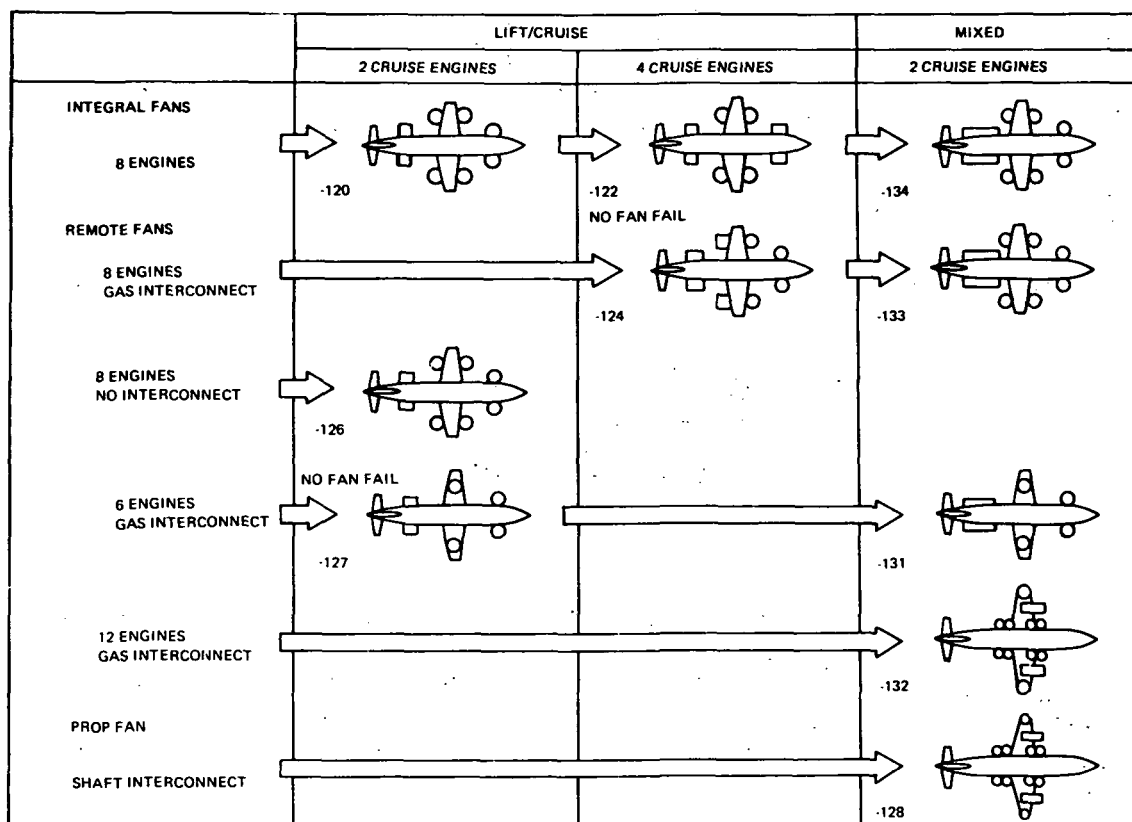 LIFT/CRUISE MIXED
2 CRUISE ENGINES 4 CRUISE ENGINES 2 CRUISE ENGINES
INTEGRAL FANS
8 ENGINES
-120 -122 -134
REMOTE FANS
NO FAN FAIL
8 ENGINES
GAS INTERCONNECT
-124 -133
8 ENGINES
NO INTERCONNECT
-126
NO FAN FAIL
6 ENGINES
GAS INTERCONNECT
-127 -131
12 ENGINES
GAS INTERCONNECT
-132
PROP FAN
SHAFT INTERCONNECT
-128